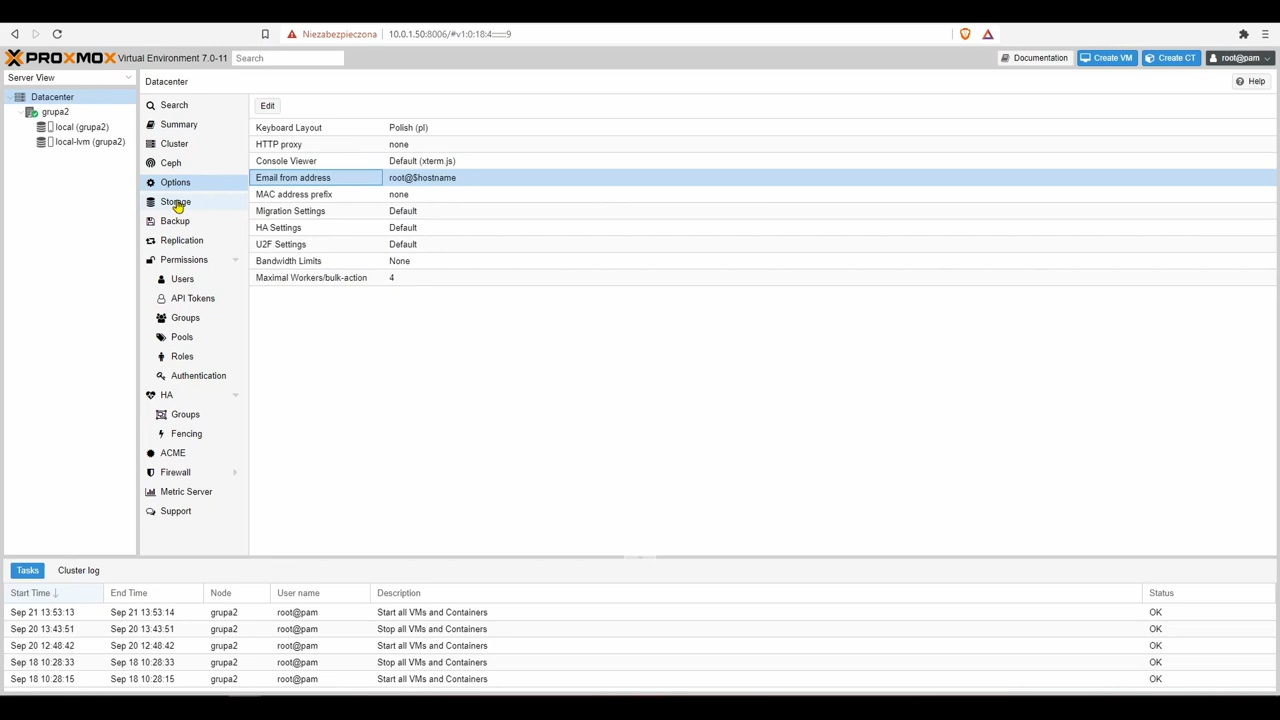 Niezabezpieczona 10.0.1.50:8006/#v1:0:18:4:::::::9
PROXMOX Virtual Environment 7.0-11 Search Documentation Create VM Create CT root@pam
Server View
Datacenter
grupa2
local (grupa2)
local-lvm (grupa2)
Datacenter
Help
Search
Summary
Cluster
Ceph
Options
Storage
Backup
Replication
Permissions
Users
API Tokens
Groups
Pools
Roles
Authentication
HA
Groups
Fencing
ACME
Firewall
Metric Server
Support
Edit
Keyboard Layout Polish (pl)
HTTP proxy none
Console Viewer Default (xterm.js)
Email from address root@$hostname
MAC address prefix none
Migration Settings Default
HA Settings Default
U2F Settings Default
Bandwidth Limits None
Maximal Workers/bulk-action 4
Tasks Cluster log
Start Time End Time Node User name Description Status
Sep 21 13:53:13 Sep 21 13:53:14 grupa2 root@pam Start all VMs and Containers OK
Sep 20 13:43:51 Sep 20 13:43:51 grupa2 root@pam Stop all VMs and Containers OK
Sep 20 12:48:42 Sep 20 12:48:42 grupa2 root@pam Start all VMs and Containers OK
Sep 18 10:28:33 Sep 18 10:28:33 grupa2 root@pam Stop all VMs and Containers OK
Sep 18 10:28:15 Sep 18 10:28:15 grupa2 root@pam Start all VMs and Containers OK